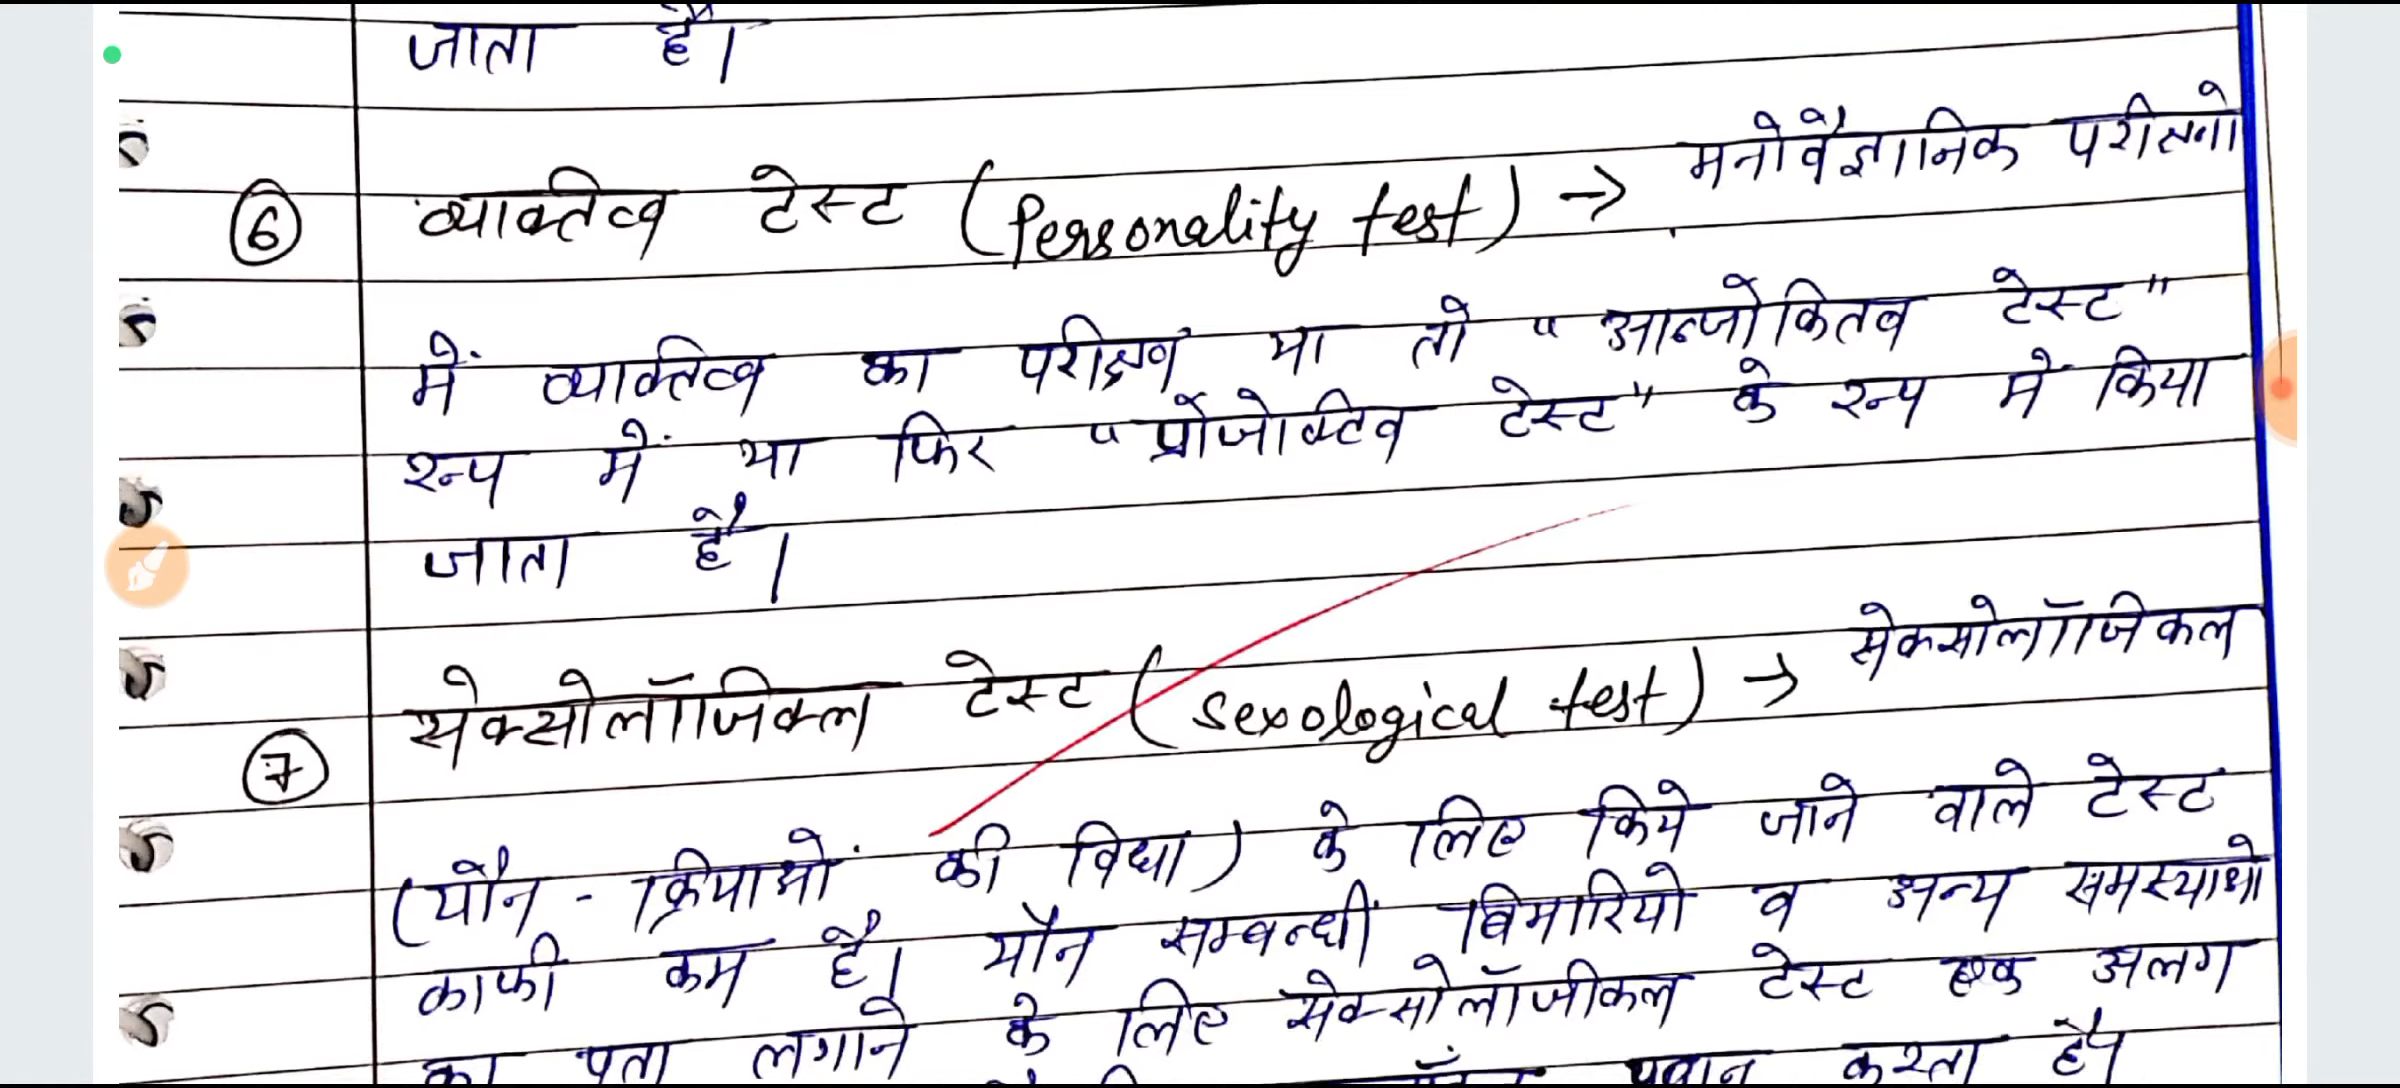 जाता है।
⑥ व्यक्तित्व टेस्ट (Personality test) → मनोवैज्ञानिक परीक्षणो
में व्यक्तित्व का परीक्षण या तो "आब्जेक्टिव टेस्ट"
रूप में या फिर "प्रोजेक्टिव टेस्ट" के रूप में किया
जाता है।
⑦ सेक्सोलॉजिकल टेस्ट (sexological test) → सेक्सोलॉजिकल
(यौन - क्रियाओं की विधा) के लिए किये जाने वाले टेस्ट
काफी कम है। यौन सम्बन्धी बिमारियो व अन्य समस्याओ
का पता लगाने के लिए सेक्सोलॉजीकल टेस्ट एक अलग
करता है।